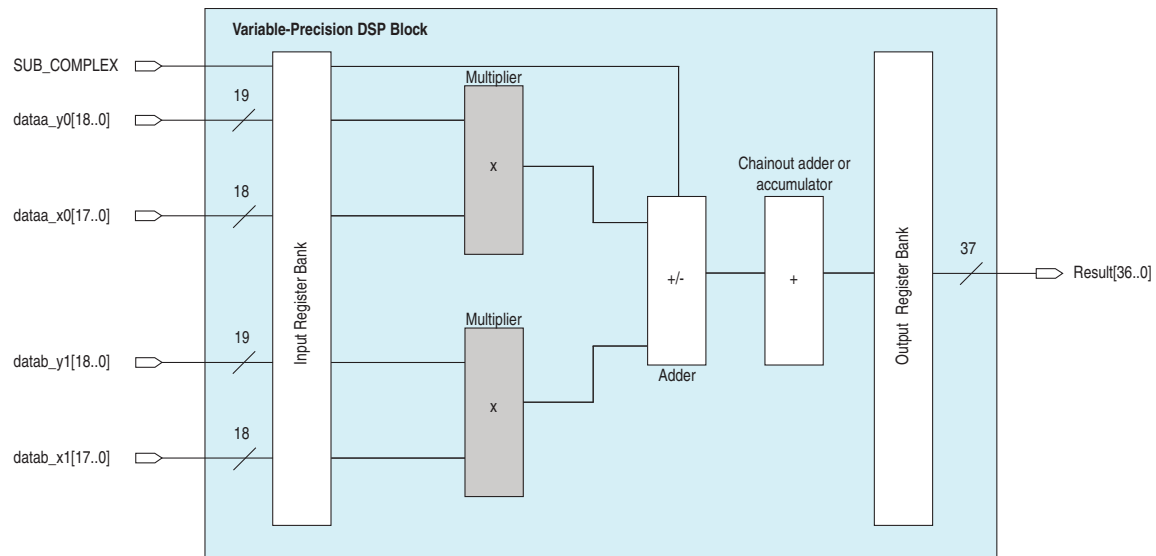 Variable-Precision DSP Block
SUB_COMPLEX
Multiplier
19
dataa_y0[18..0]
x
Chainout adder or
accumulator
18
dataa_x0[17..0]
Input Register Bank
+/-
+
Output Register Bank
37
Result[36..0]
Multiplier
19
datab_y1[18..0]
Adder
x
18
datab_x1[17..0]